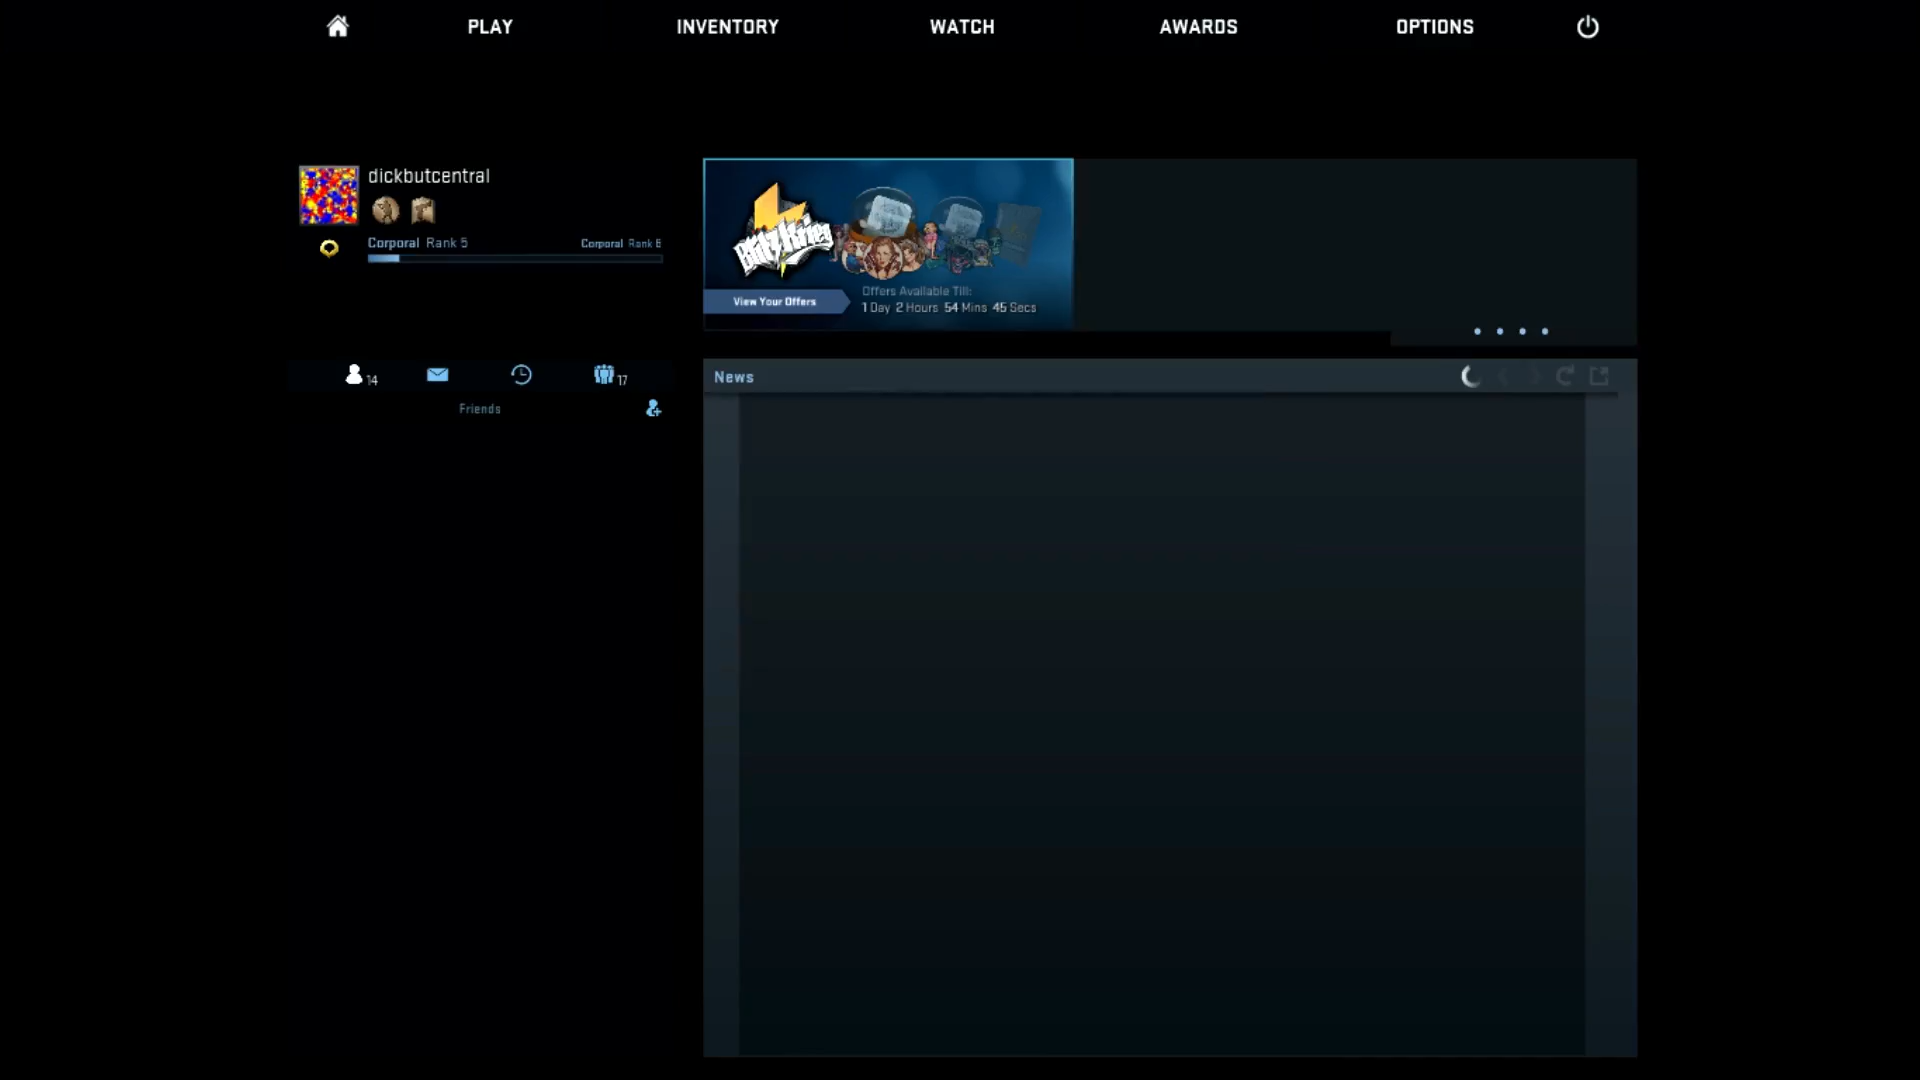 PLAY INVENTORY WATCH AWARDS OPTIONS
dickbutcentral
Corporal Rank 5 Corporal Rank 6
BlitzKrieg
View Your Offers
Offers Available Till:
1 Day 2 Hours 54 Mins 45 Secs
14 17
Friends
News